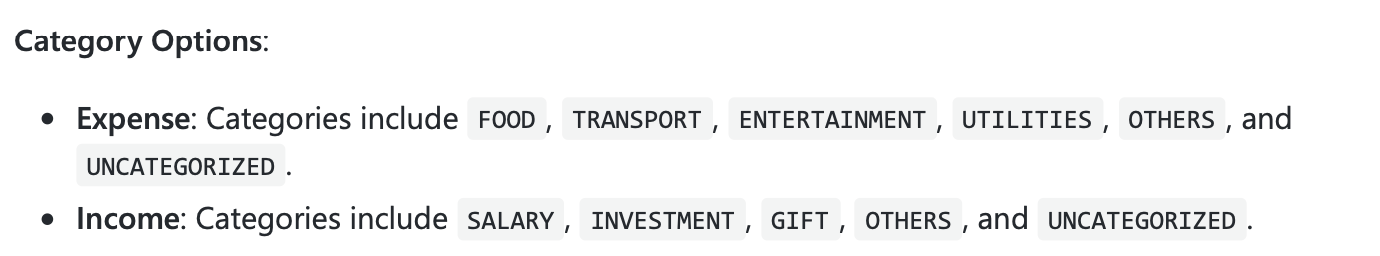 Category Options:
• Expense: Categories include FOOD, TRANSPORT, ENTERTAINMENT, UTILITIES, OTHERS, and
UNCATEGORIZED.
• Income: Categories include SALARY, INVESTMENT, GIFT, OTHERS, and UNCATEGORIZED.